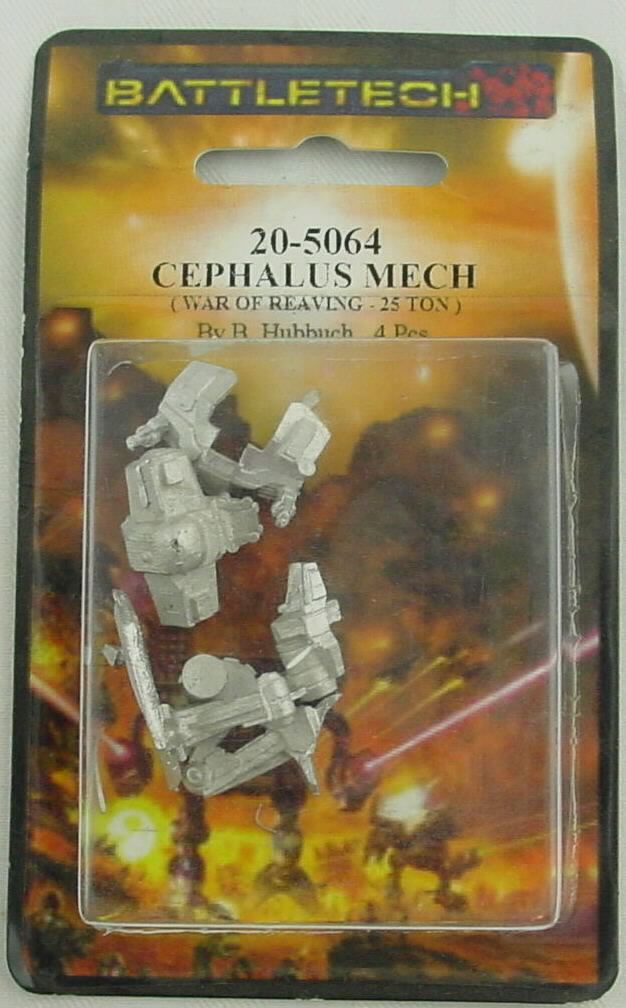 BATTLETECH
20-5064
CEPHALUS MECH
( WAR OF REAVING - 25 TON )
By B. Hubbuch 4 Pcs.